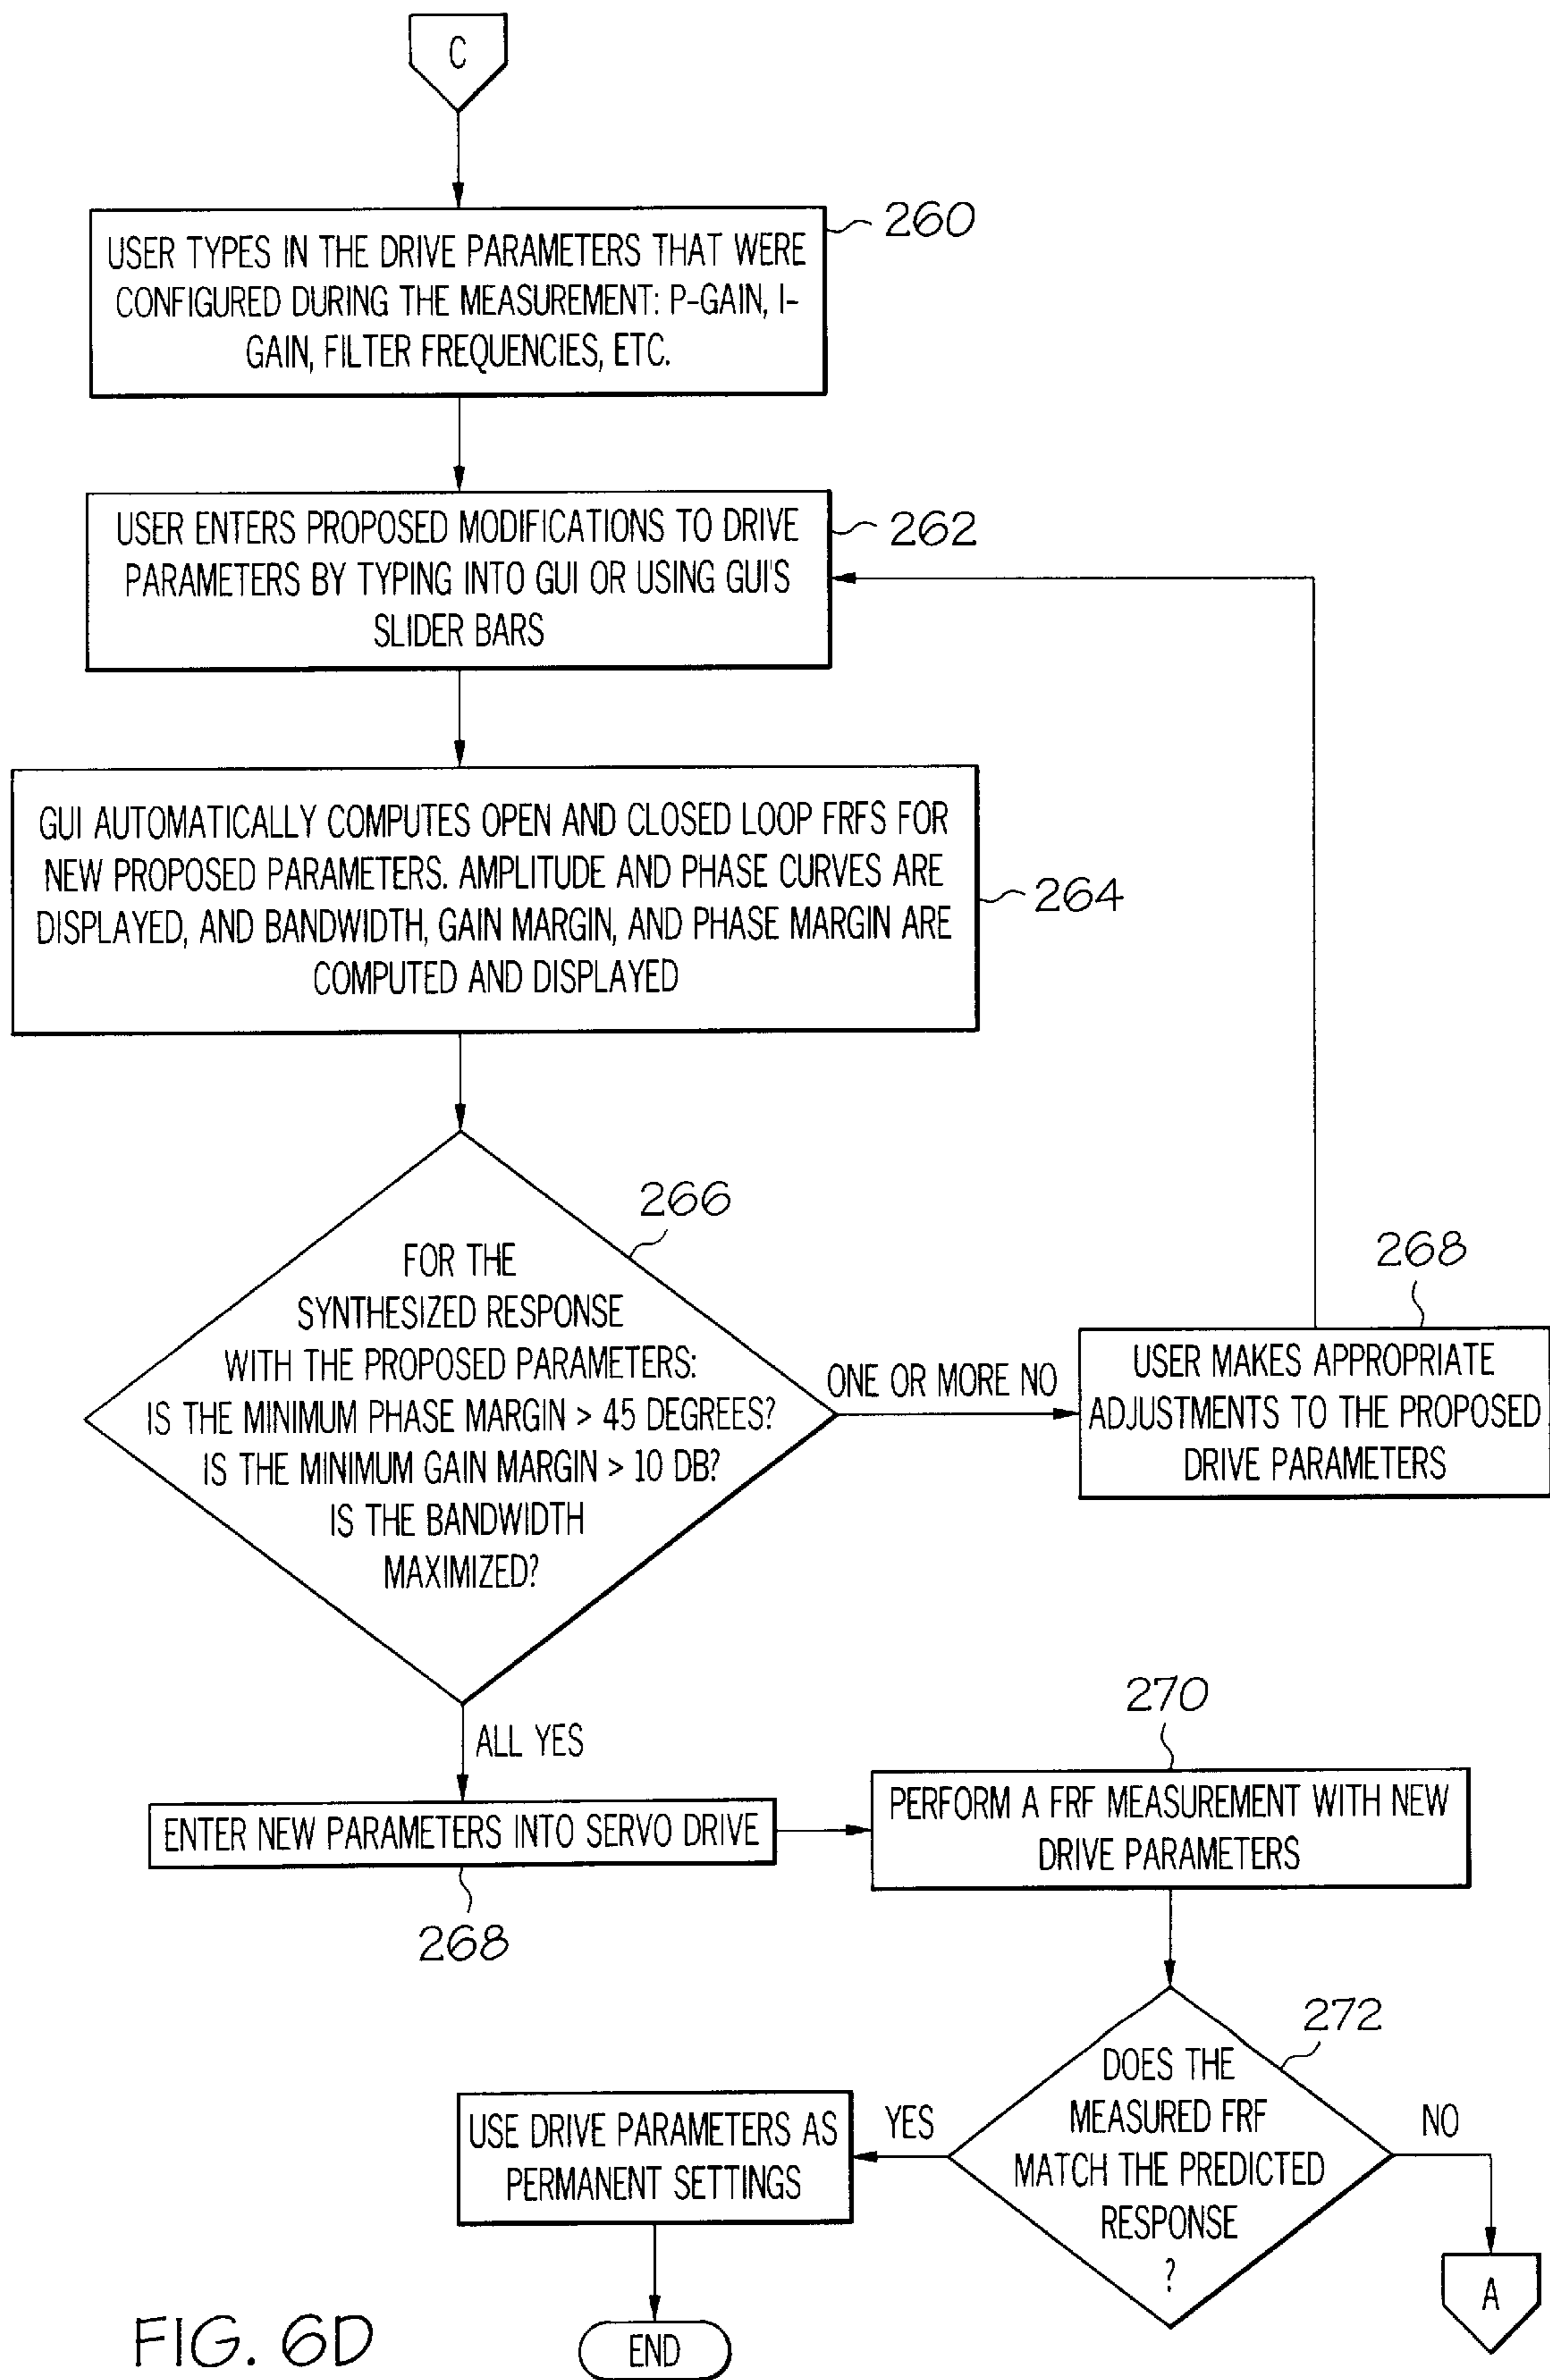 C
260
USER TYPES IN THE DRIVE PARAMETERS THAT WERE
CONFIGURED DURING THE MEASUREMENT: P-GAIN, I-
GAIN, FILTER FREQUENCIES, ETC.
262
USER ENTERS PROPOSED MODIFICATIONS TO DRIVE
PARAMETERS BY TYPING INTO GUI OR USING GUI'S
SLIDER BARS
GUI AUTOMATICALLY COMPUTES OPEN AND CLOSED LOOP FRFS FOR
NEW PROPOSED PARAMETERS. AMPLITUDE AND PHASE CURVES ARE
DISPLAYED, AND BANDWIDTH, GAIN MARGIN, AND PHASE MARGIN ARE
COMPUTED AND DISPLAYED
264
266
FOR THE
SYNTHESIZED RESPONSE
WITH THE PROPOSED PARAMETERS:
IS THE MINIMUM PHASE MARGIN > 45 DEGREES?
IS THE MINIMUM GAIN MARGIN > 10 DB?
IS THE BANDWIDTH
MAXIMIZED?
ONE OR MORE NO
268
USER MAKES APPROPRIATE
ADJUSTMENTS TO THE PROPOSED
DRIVE PARAMETERS
ALL YES
ENTER NEW PARAMETERS INTO SERVO DRIVE
268
270
PERFORM A FRF MEASUREMENT WITH NEW
DRIVE PARAMETERS
272
DOES THE
MEASURED FRF
MATCH THE PREDICTED
RESPONSE
?
YES
NO
USE DRIVE PARAMETERS AS
PERMANENT SETTINGS
A
END
FIG. 6D